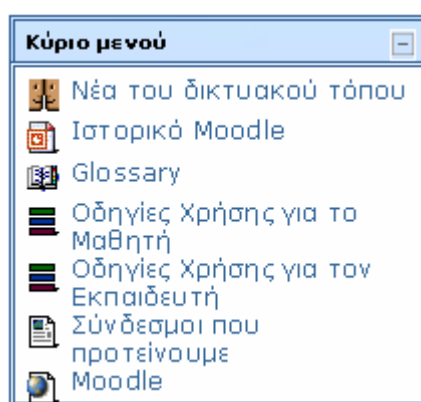 Κύριο μενού
Νέα του δικτυακού τόπου
Ιστορικό Moodle
Glossary
Οδηγίες Χρήσης για το
Μαθητή
Οδηγίες Χρήσης για τον
Εκπαιδευτή
Σύνδεσμοι που
προτείνουμε
Moodle